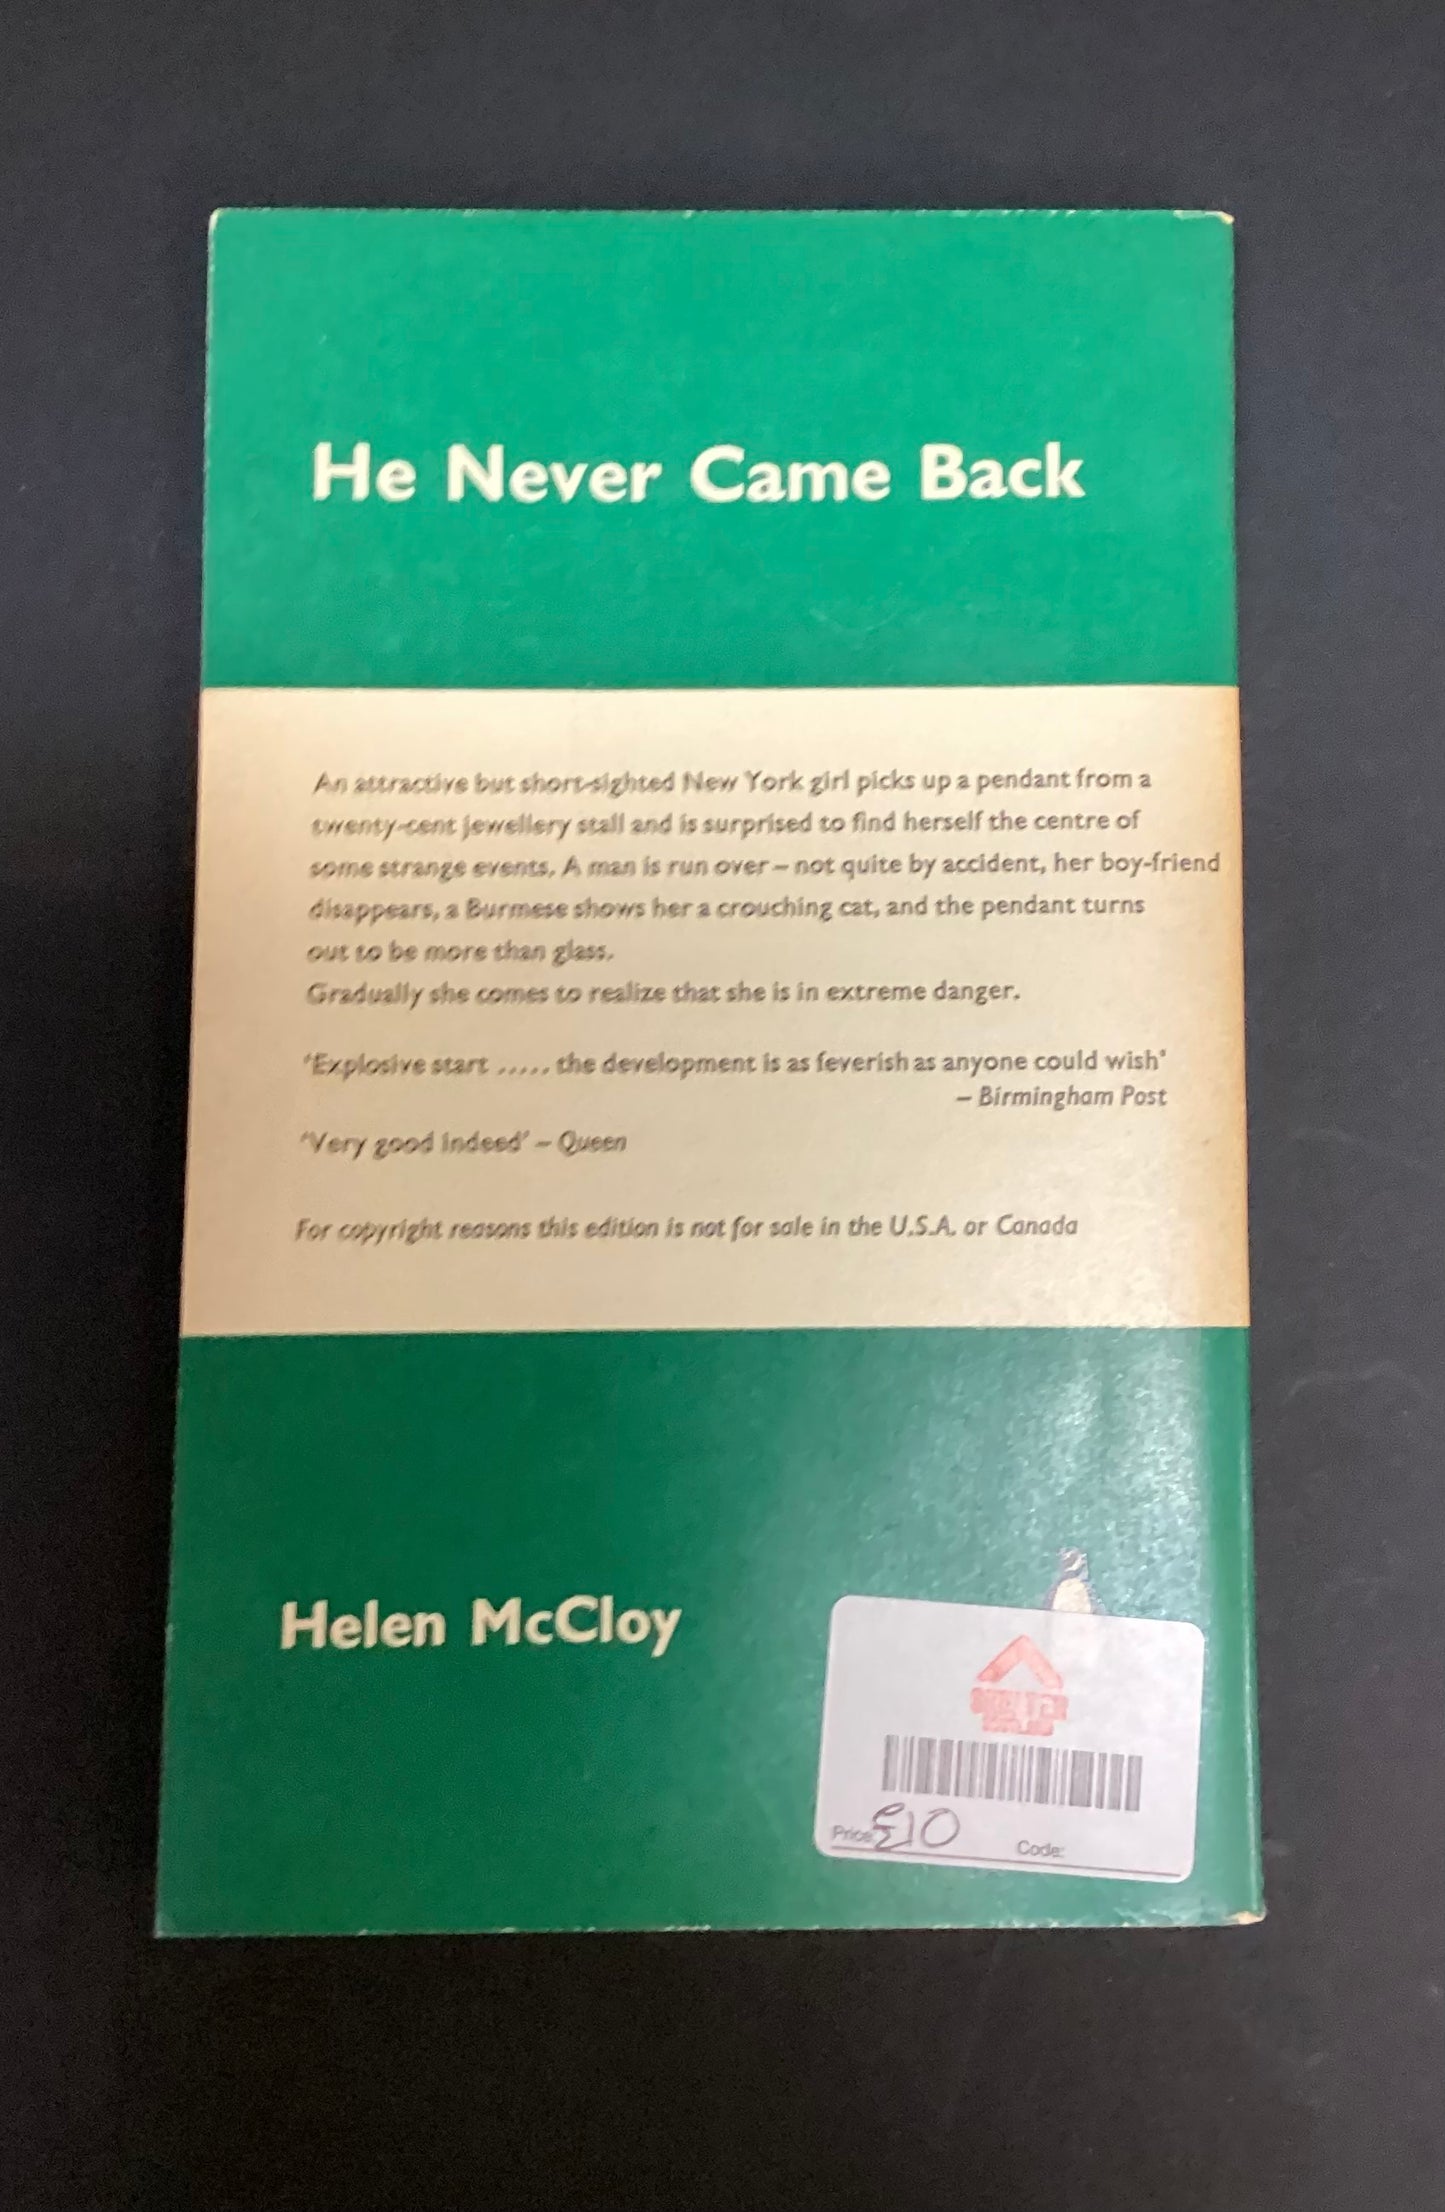 He Never Came Back
An attractive but short-sighted New York girl picks up a pendant from a
twenty-cent jewellery stall and is surprised to find herself the centre of
some strange events. A man is run over – not quite by accident, her boy-friend
disappears, a Burmese shows her a crouching cat, and the pendant turns
out to be more than glass.
Gradually she comes to realize that she is in extreme danger.
'Explosive start ..... the development is as feverish as anyone could wish'
– Birmingham Post
'Very good indeed' – Queen
For copyright reasons this edition is not for sale in the U.S.A. or Canada
Helen McCloy
Price: £10 Code: